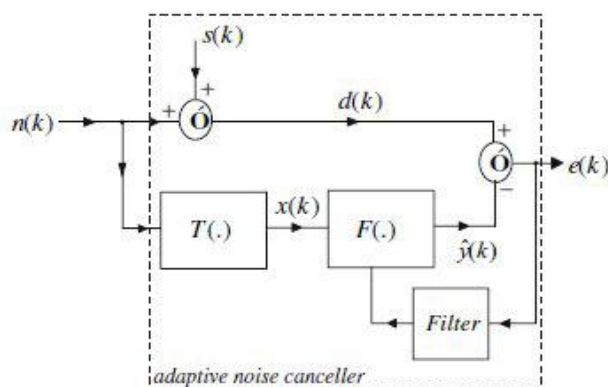 s(k)
+
n(k)
+
Ó
d(k)
+
Ó
e(k)
−
T(.)
x(k)
F(.)
ŷ(k)
Filter
adaptive noise canceller